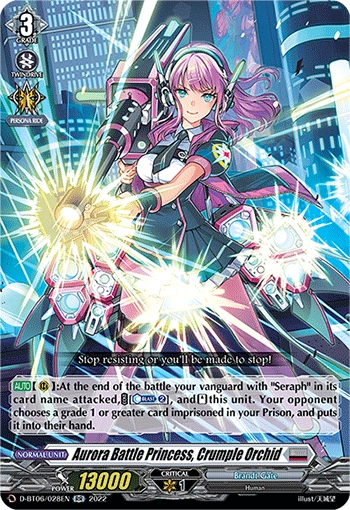 3
GRADE
TWINDRIVE
PERSONA RIDE
Stop resisting or you'll be made to stop!
AUTO【 】:At the end of the battle your vanguard with "Seraph" in its
card name attacked,[C BLAST 2], and[ ]this unit. Your opponent
chooses a grade 1 or greater card imprisoned in your Prison, and puts
it into their hand.
NORMAL UNIT Aurora Battle Princess, Crumple Orchid
POWER 13000 CRITICAL 1 Brandt Gate
Human
D-BT06/028EN RR 2022 illust/天城望